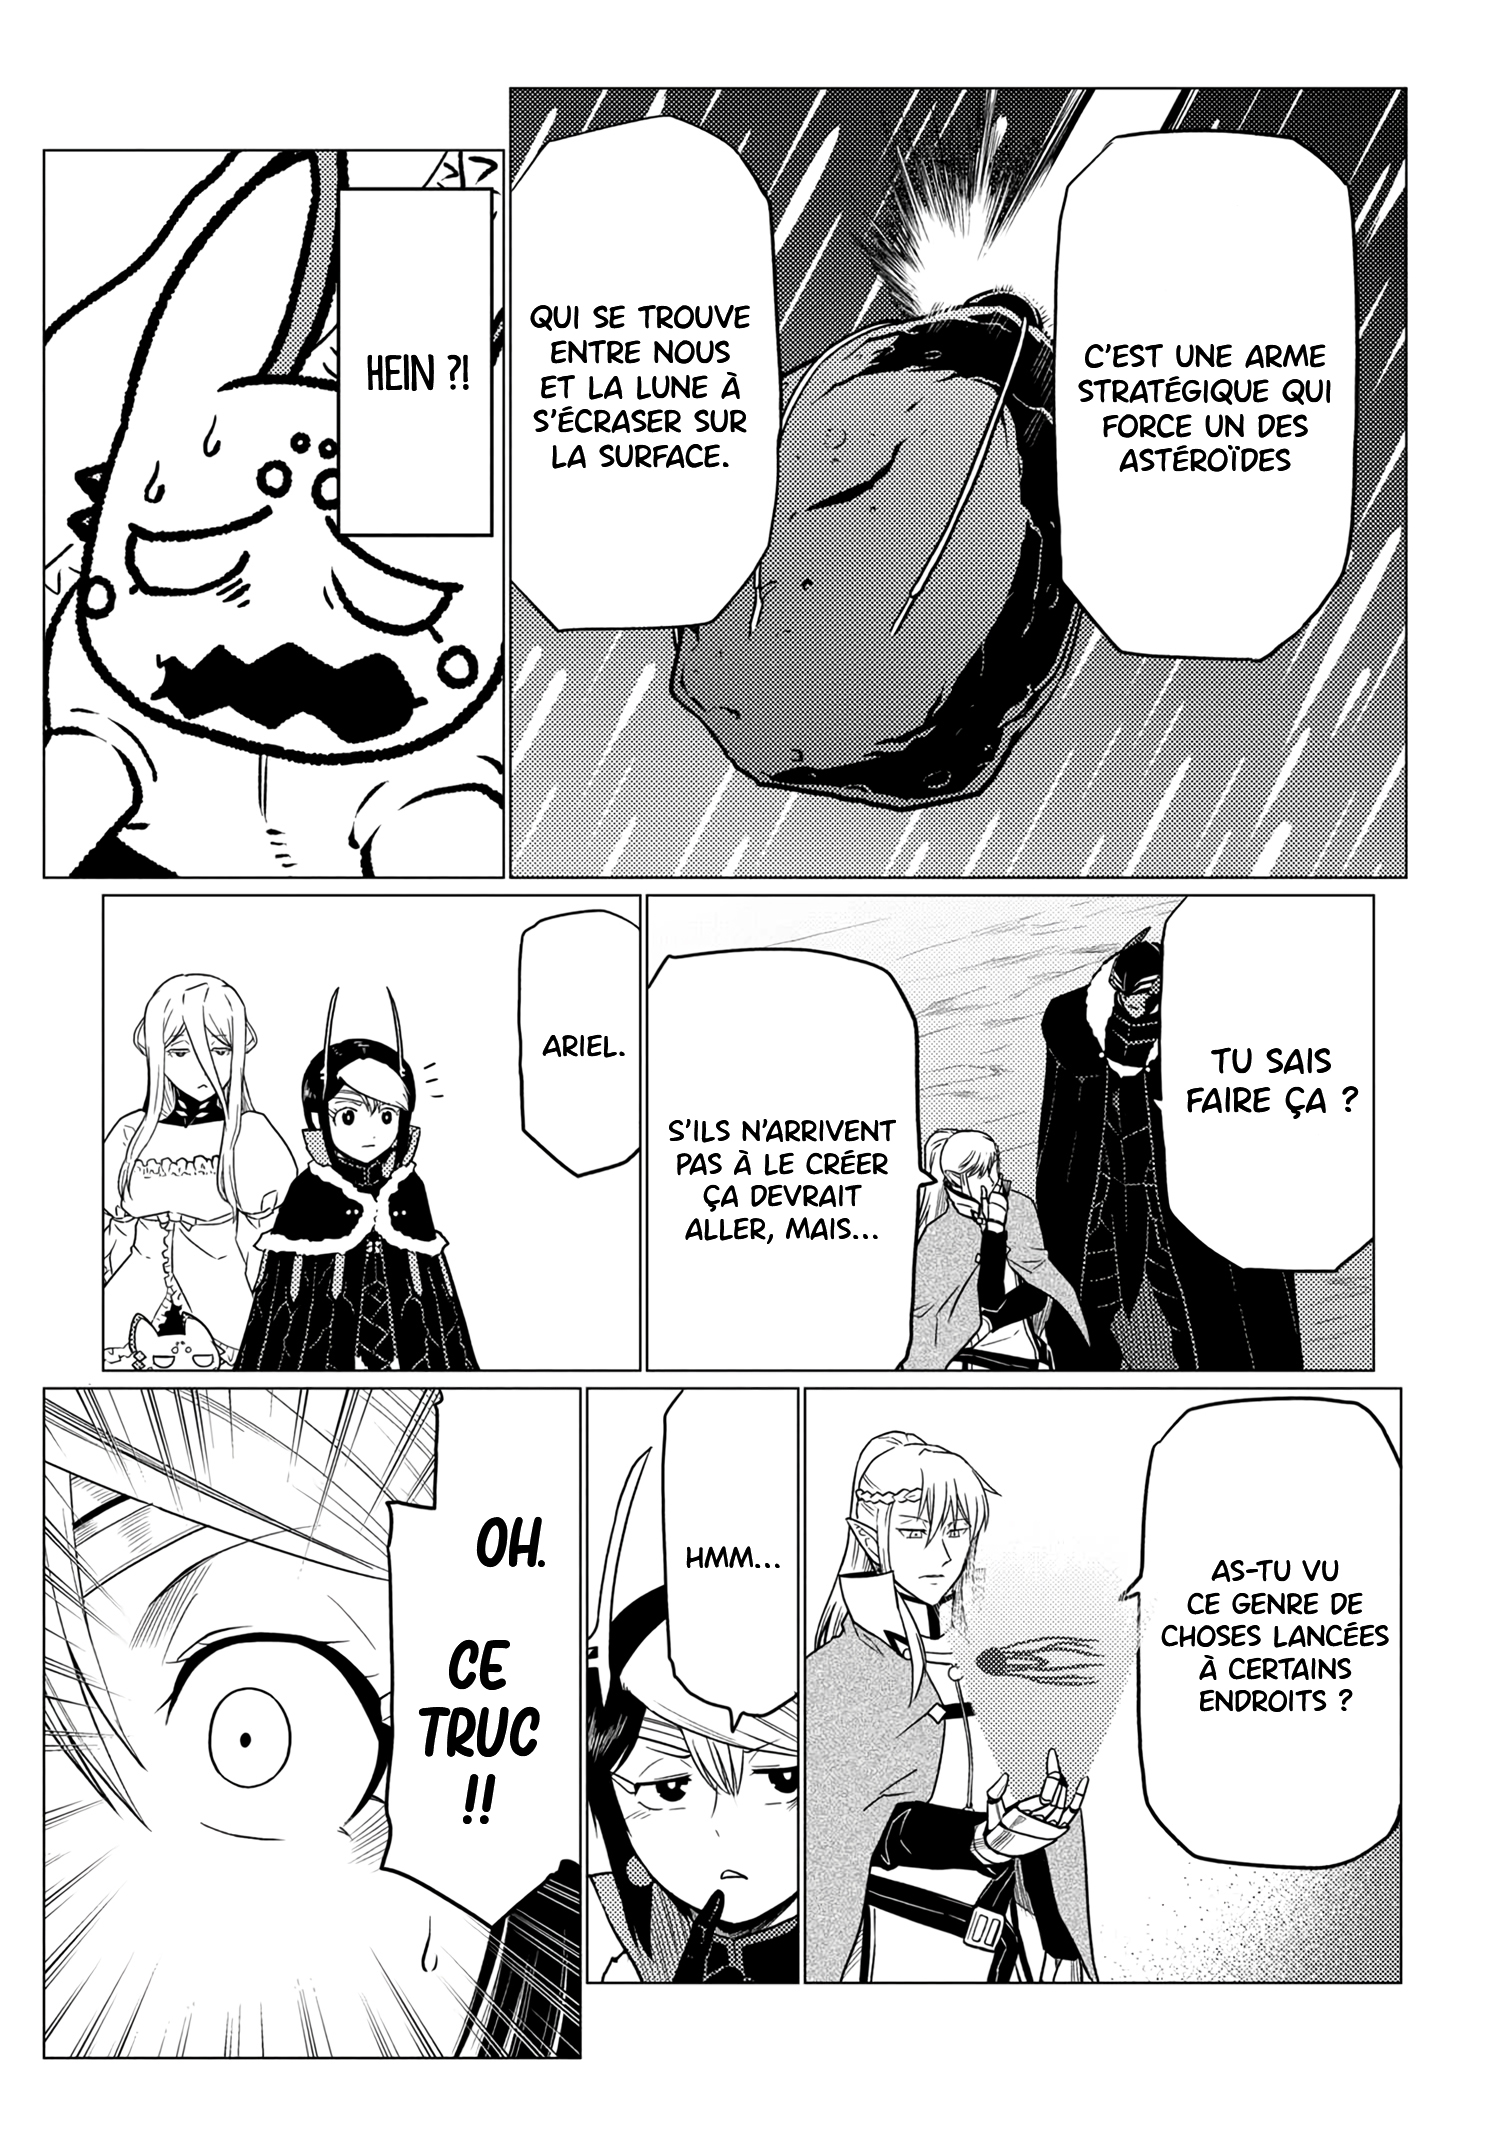 C'EST UNE ARME
STRATÉGIQUE QUI
FORCE UN DES
ASTÉROÏDES
QUI SE TROUVE
ENTRE NOUS
ET LA LUNE À
S'ÉCRASER SUR
LA SURFACE.
HEIN ?!
TU SAIS
FAIRE ÇA ?
S'ILS N'ARRIVENT
PAS À LE CRÉER
ÇA DEVRAIT
ALLER, MAIS...
ARIEL.
AS-TU VU
CE GENRE DE
CHOSES LANCÉES
À CERTAINS
ENDROITS ?
HMM...
OH.
CE
TRUC
!!